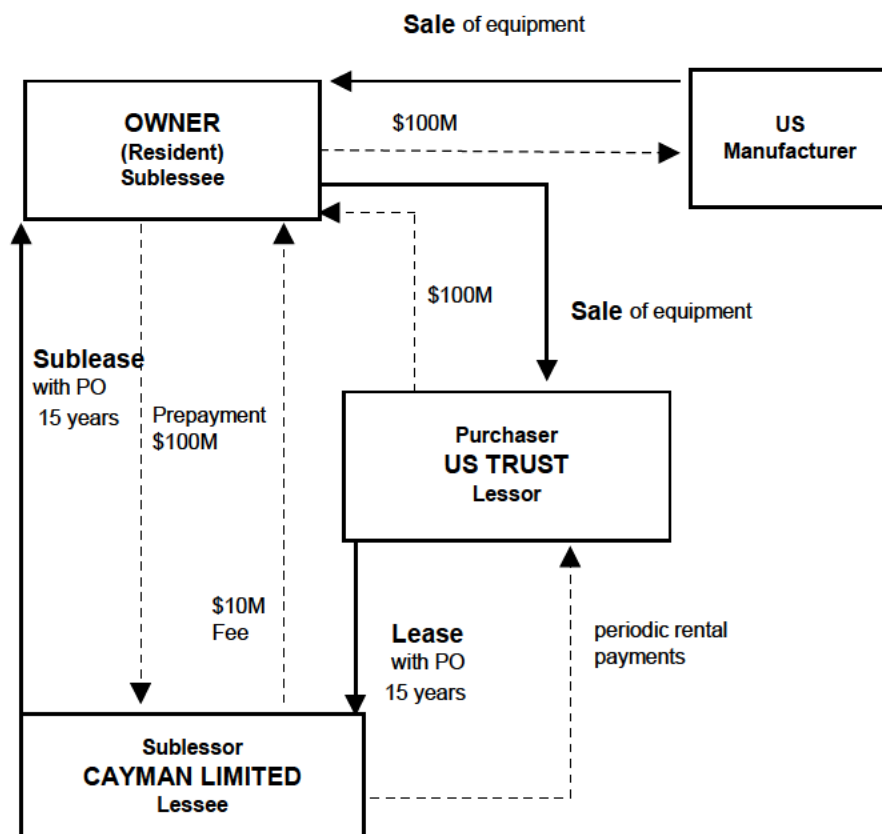 Sale of equipment
OWNER
(Resident)
Sublessee
$100M
US
Manufacturer
$100M
Sale of equipment
Sublease
with PO
15 years
Prepayment
$100M
Purchaser
US TRUST
Lessor
$10M
Fee
Lease
with PO
15 years
periodic rental
payments
Sublessor
CAYMAN LIMITED
Lessee